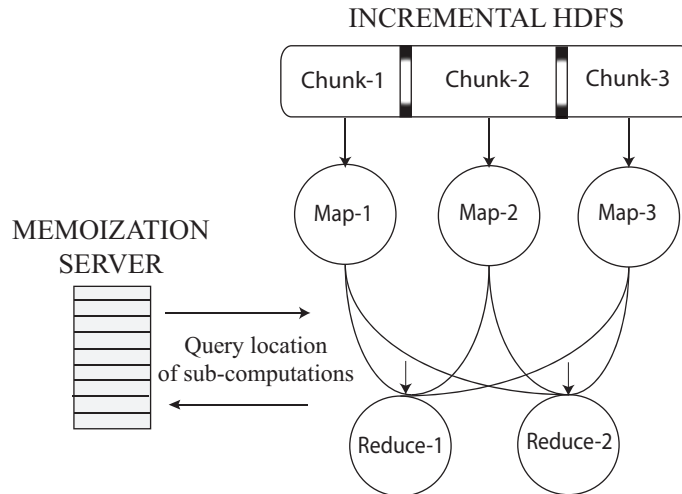 INCREMENTAL HDFS
Chunk-1 Chunk-2 Chunk-3
Map-1 Map-2 Map-3
MEMOIZATION
SERVER
Query location
of sub-computations
Reduce-1 Reduce-2